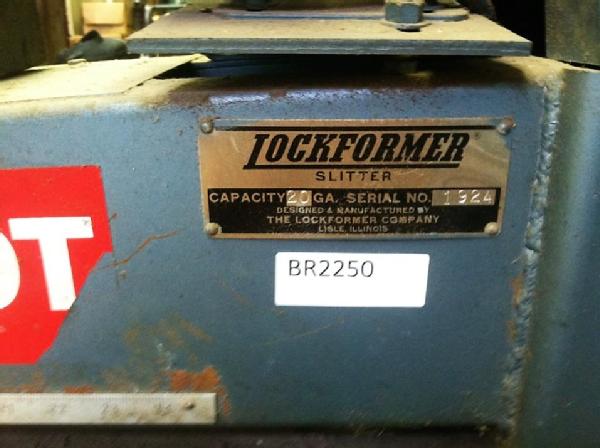 LOCKFORMER
SLITTER
CAPACITY 20 GA. SERIAL NO. 1924
DESIGNED & MANUFACTURED BY
THE LOCKFORMER COMPANY
LISLE, ILLINOIS
BR2250
OT